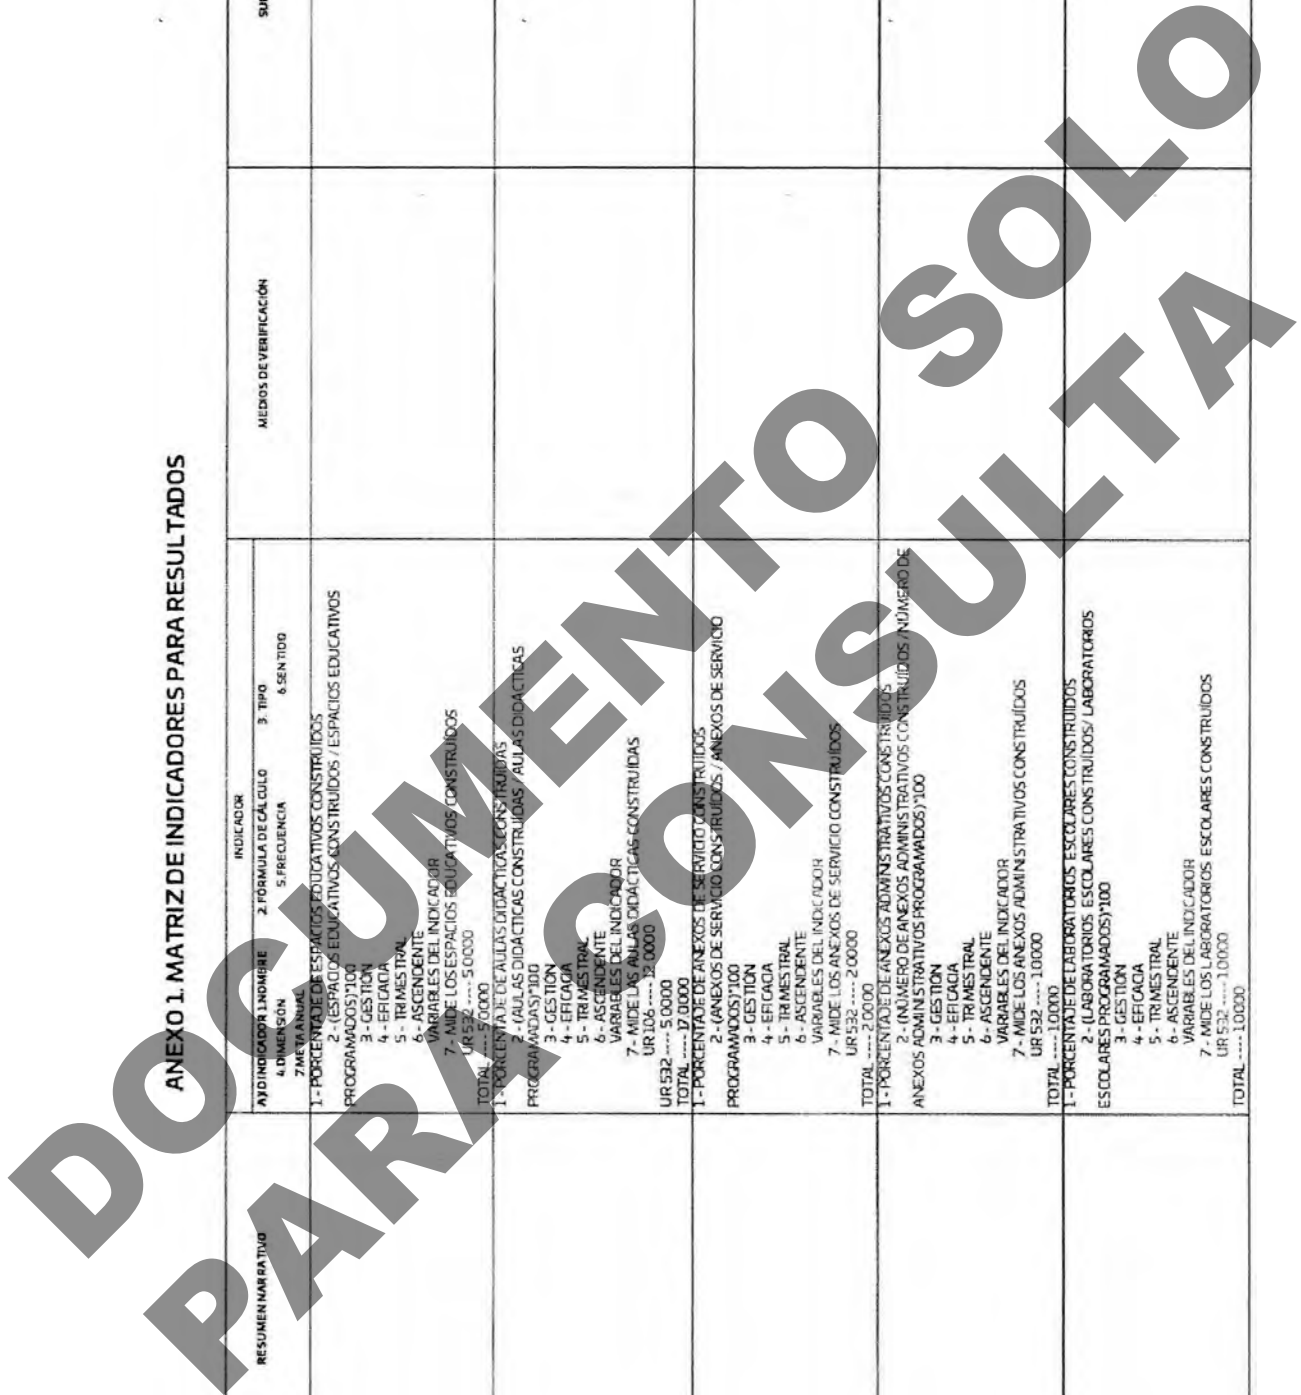 ANEXO 1. MATRIZ DE INDICADORES PARA RESULTADOS
RESUMEN NARRATIVO
INDICADOR
A) D) INDICADOR 1.NOMBRE 2. FÓRMULA DE CÁLCULO 3. TIPO
4. DIMENSIÓN 5.FRECUENCIA 6.SENTIDO
7.META ANUAL
MEDIOS DE VERIFICACIÓN
1 - PORCENTAJE DE ESPACIOS EDUCATIVOS CONSTRUIDOS
2 - (ESPACIOS EDUCATIVOS CONSTRUÍDOS / ESPACIOS EDUCATIVOS
PROGRAMADOS)*100
3 - GESTIÓN
4 - EFICACIA
5 - TRIMESTRAL
6 - ASCENDENTE
VARIABLES DEL INDICADOR
7 - MIDE LOS ESPACIOS EDUCATIVOS CONSTRUÍDOS
UR 532 ---- 5.0000
TOTAL ---- 5.0000
1 - PORCENTAJE DE AULAS DIDÁCTICAS CONSTRUIDAS
2 - (AULAS DIDÁCTICAS CONSTRUÍDAS / AULAS DIDÁCTICAS
PROGRAMADAS)*100
3 - GESTIÓN
4 - EFICACIA
5 - TRIMESTRAL
6 - ASCENDENTE
VARIABLES DEL INDICADOR
7 - MIDE LAS AULAS DIDÁCTICAS CONSTRUÍDAS
UR 106 ---- 12.0000
UR 532 ---- 5.0000
TOTAL ---- 17.0000
1 - PORCENTAJE DE ANEXOS DE SERVICIO CONSTRUIDOS
2 - (ANEXOS DE SERVICIO CONSTRUÍDOS / ANEXOS DE SERVICIO
PROGRAMADOS)*100
3 - GESTIÓN
4 - EFICACIA
5 - TRIMESTRAL
6 - ASCENDENTE
VARIABLES DEL INDICADOR
7 - MIDE LOS ANEXOS DE SERVICIO CONSTRUÍDOS
UR 532 ---- 2.0000
TOTAL ---- 2.0000
1 - PORCENTAJE DE ANEXOS ADMINISTRATIVOS CONSTRUIDOS
2 - (NÚMERO DE ANEXOS ADMINISTRATIVOS CONSTRUÍDOS /NÚMERO DE
ANEXOS ADMINISTRATIVOS PROGRAMADOS)*100
3 - GESTIÓN
4 - EFICACIA
5 - TRIMESTRAL
6 - ASCENDENTE
VARIABLES DEL INDICADOR
7 - MIDE LOS ANEXOS ADMINISTRATIVOS CONSTRUÍDOS
UR 532 ---- 1.0000
TOTAL ---- 1.0000
1 - PORCENTAJE DE LABORATORIOS ESCOLARES CONSTRUIDOS
2 - (LABORATORIOS ESCOLARES CONSTRUÍDOS/ LABORATORIOS
ESCOLARES PROGRAMADOS)*100
3 - GESTIÓN
4 - EFICACIA
5 - TRIMESTRAL
6 - ASCENDENTE
VARIABLES DEL INDICADOR
7 - MIDE LOS LABORATORIOS ESCOLARES CONSTRUÍDOS
UR 532 ---- 1.0000
TOTAL ---- 1.0000
DOCUMENTO SOLO
PARA CONSULTA